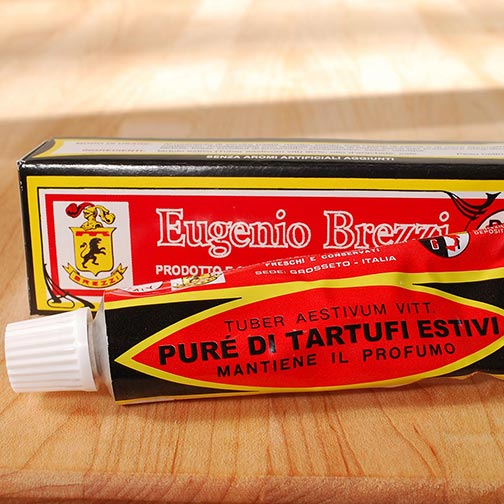 SENZA AROMI ARTIFICIALI AGGIUNTI
Eugenio Brezzi
PRODOTTO E
FRESCHI E CONSERVATI
SEDE: GROSSETO - ITALIA
BREZZI
TUBER AESTIVUM VITT.
PURÉ DI TARTUFI ESTIVI
MANTIENE IL PROFUMO